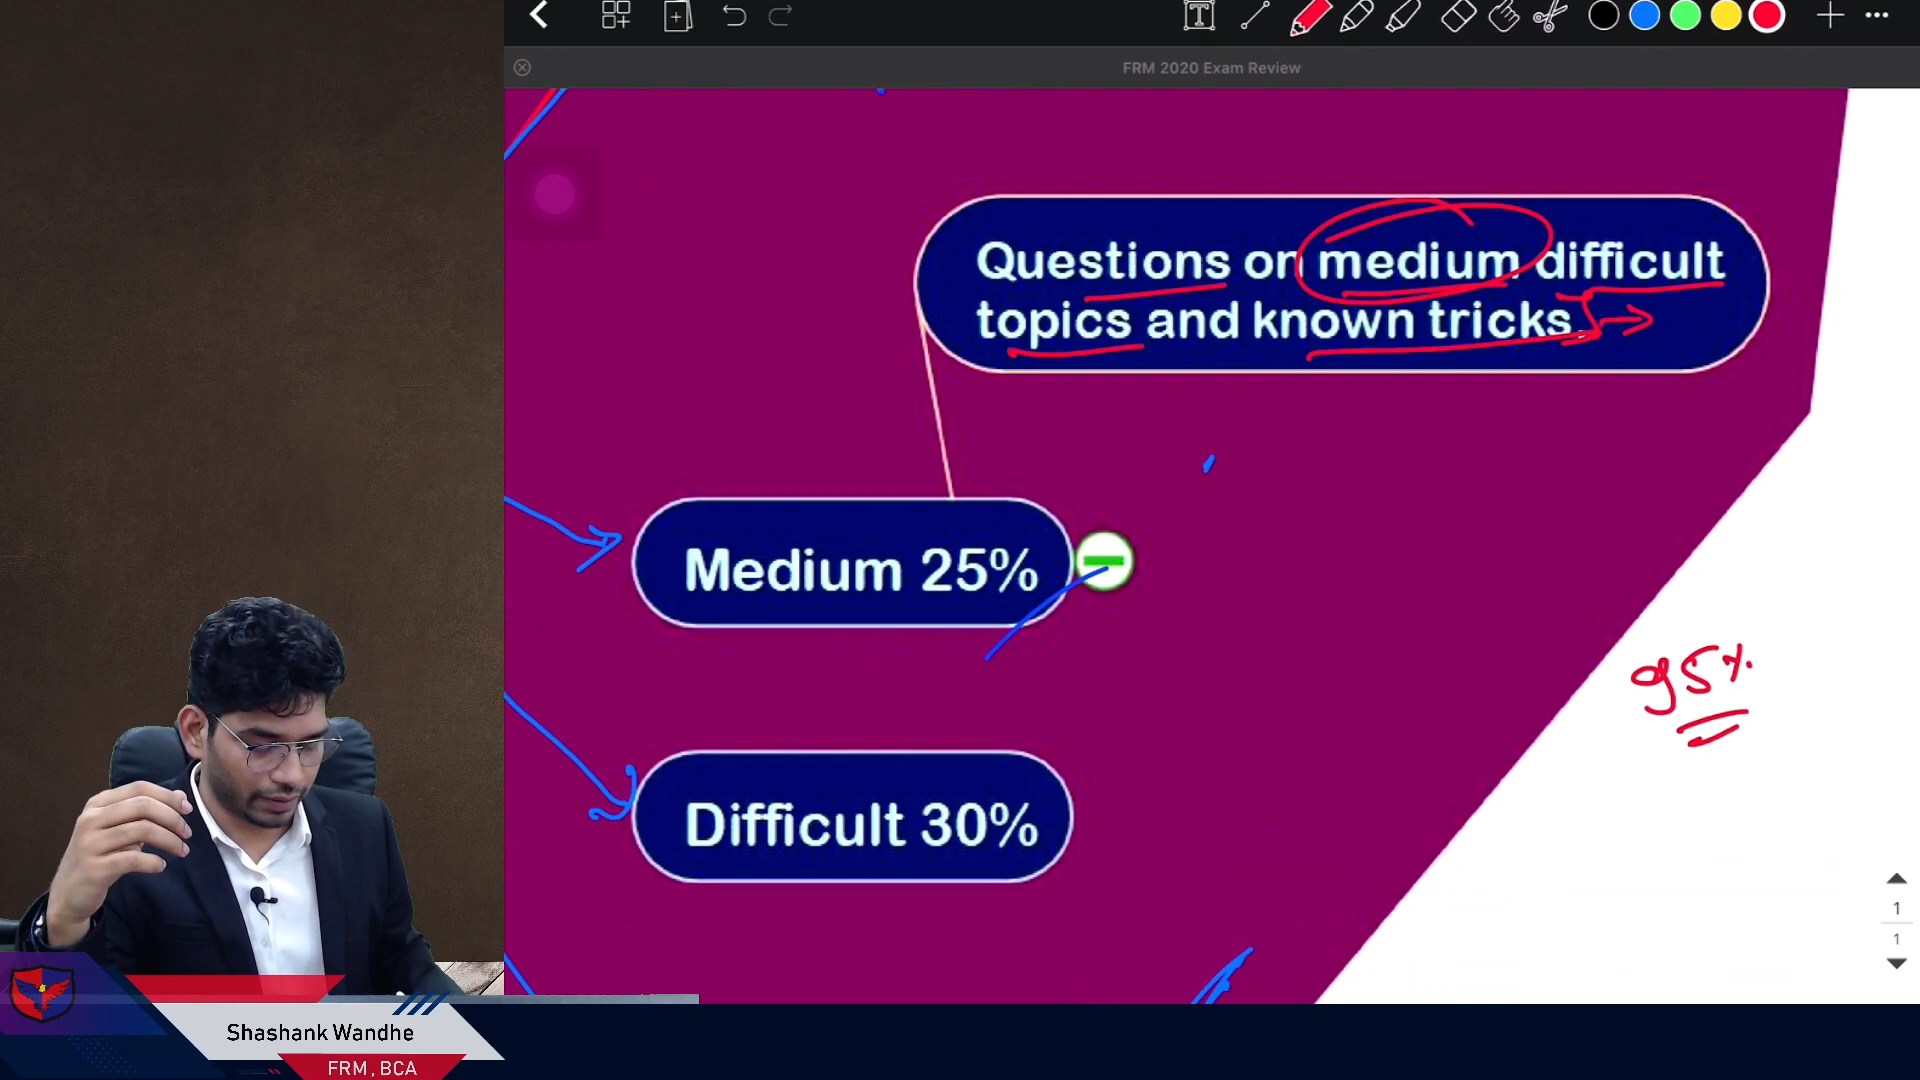 FRM 2020 Exam Review
Questions on medium difficult
topics and known tricks.
Medium 25%
95%
Difficult 30%
1
1
Shashank Wandhe
FRM, BCA